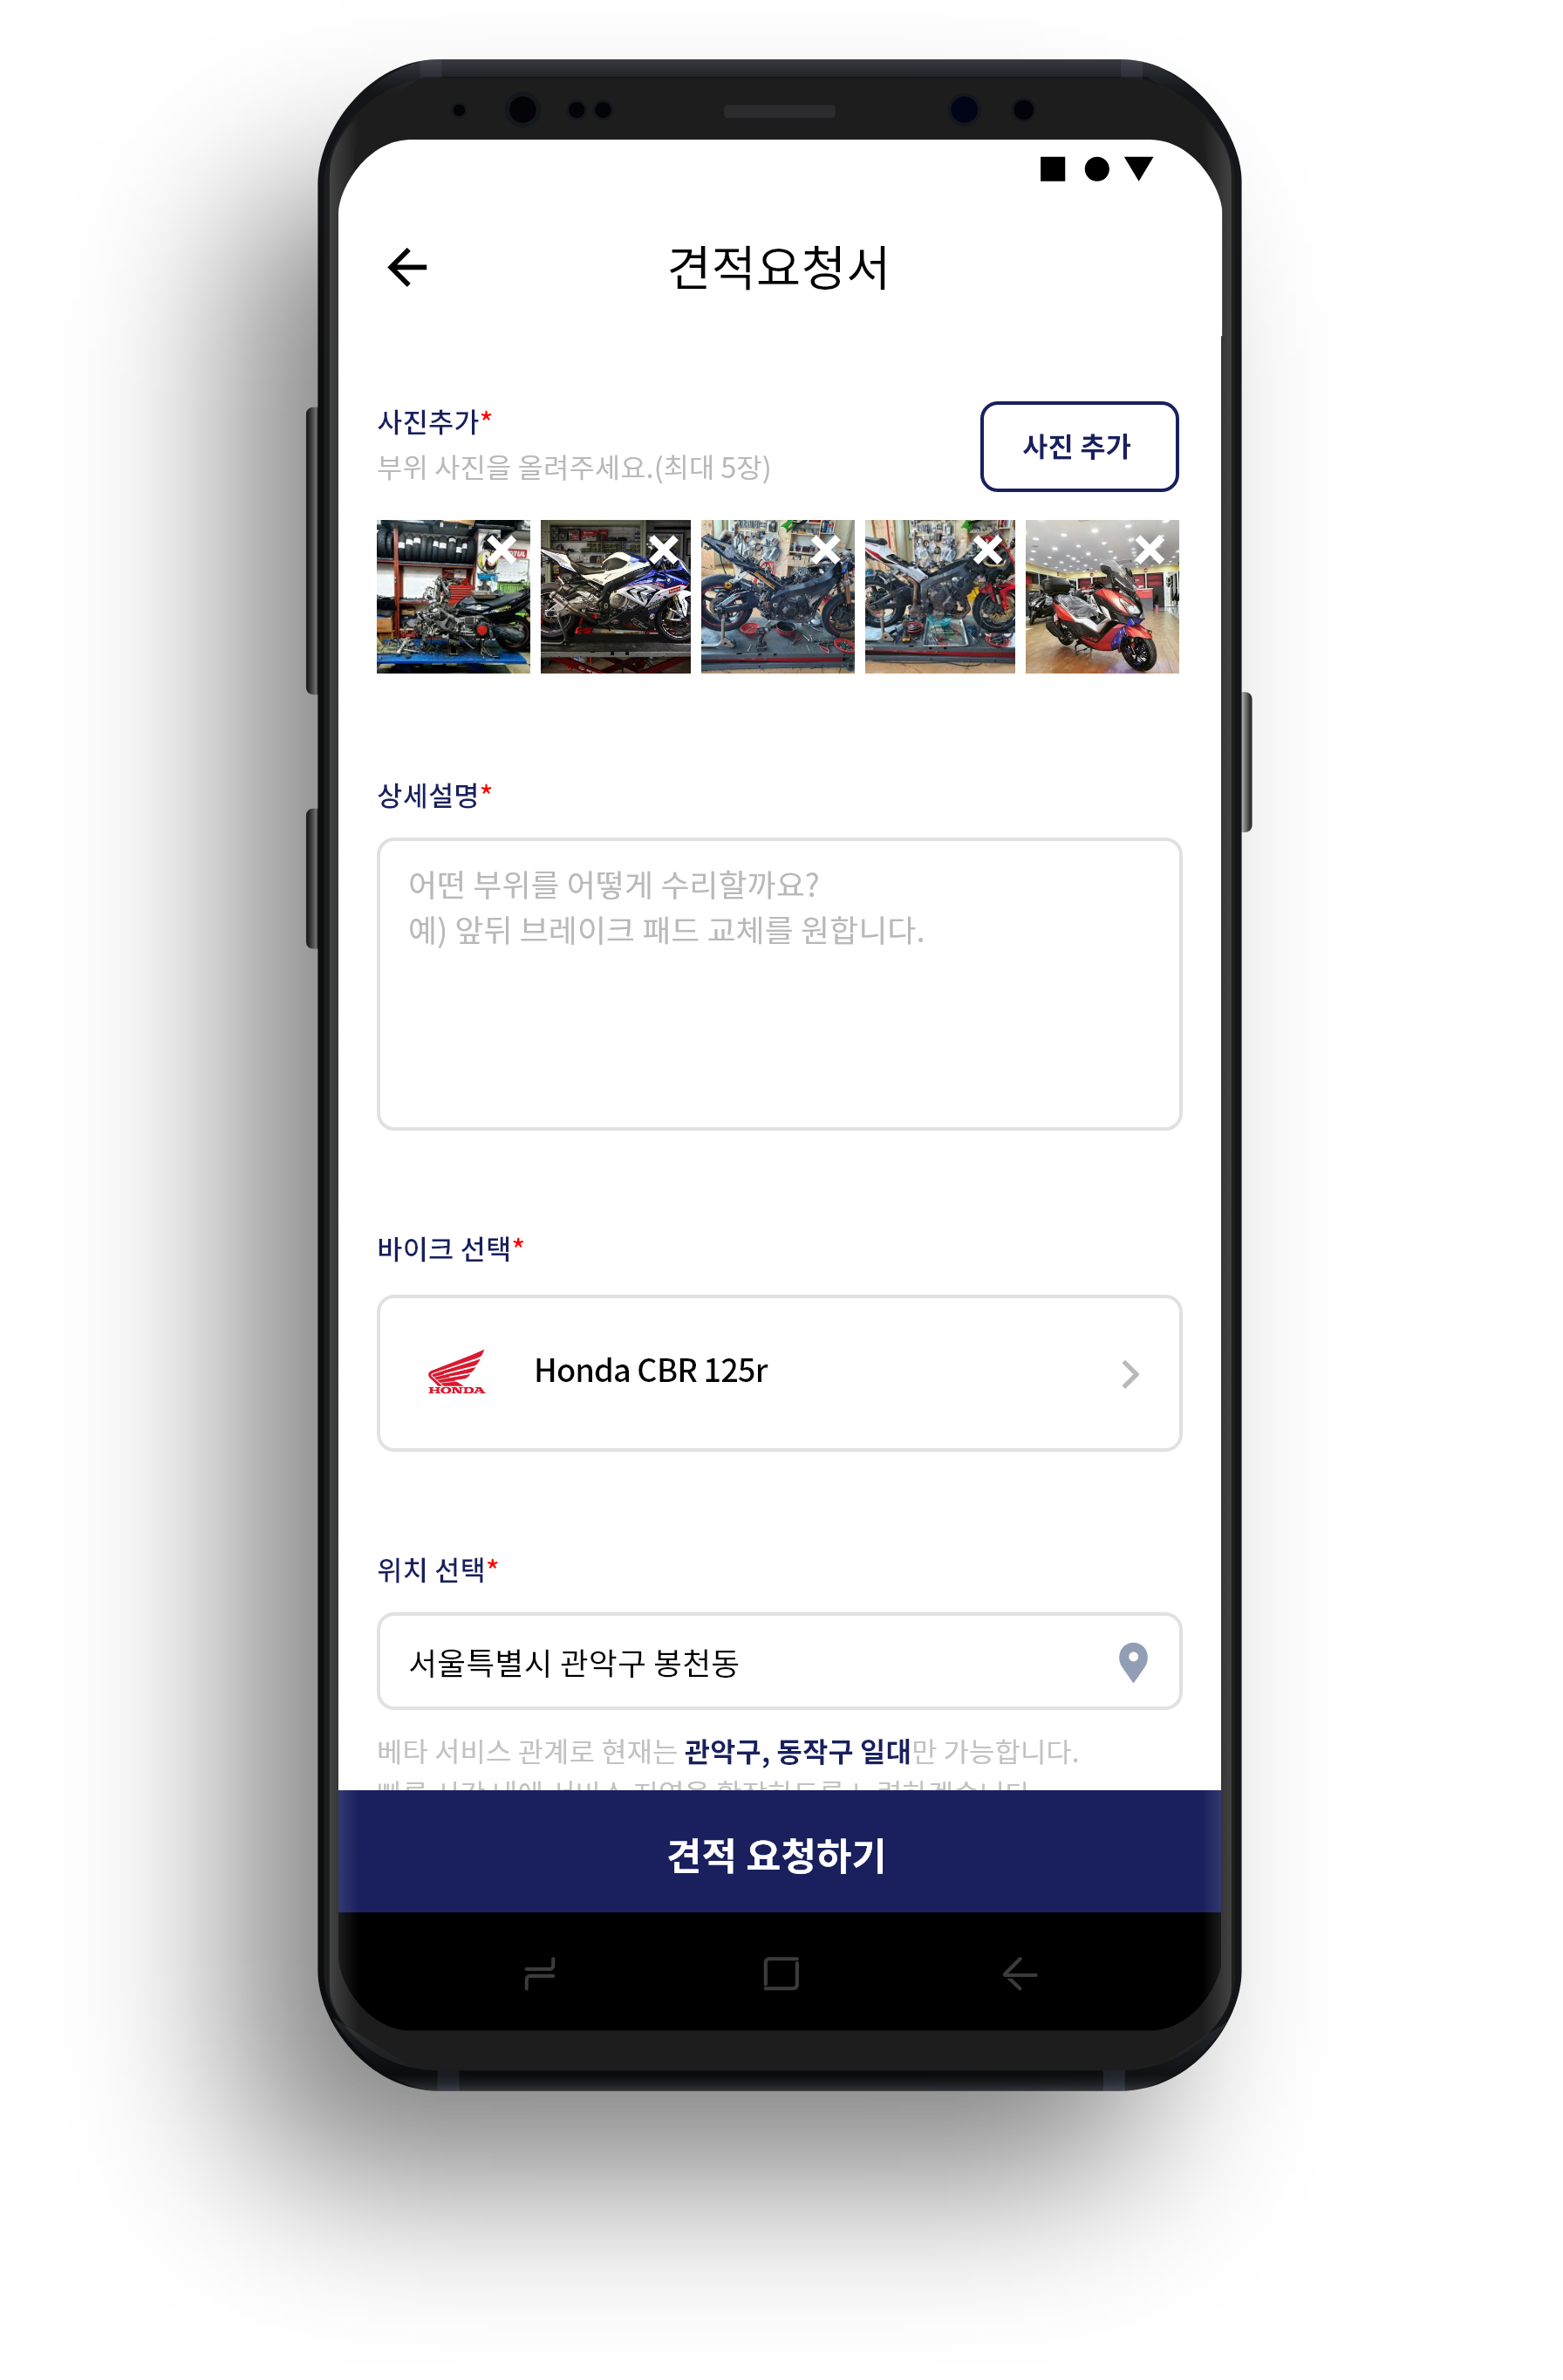 견적요청서
사진추가*
사진 추가
부위 사진을 올려주세요.(최대 5장)
상세설명*
어떤 부위를 어떻게 수리할까요?
예) 앞뒤 브레이크 패드 교체를 원합니다.
바이크 선택*
HONDA
Honda CBR 125r
위치 선택*
서울특별시 관악구 봉천동
베타 서비스 관계로 현재는 관악구, 동작구 일대만 가능합니다.
견적 요청하기